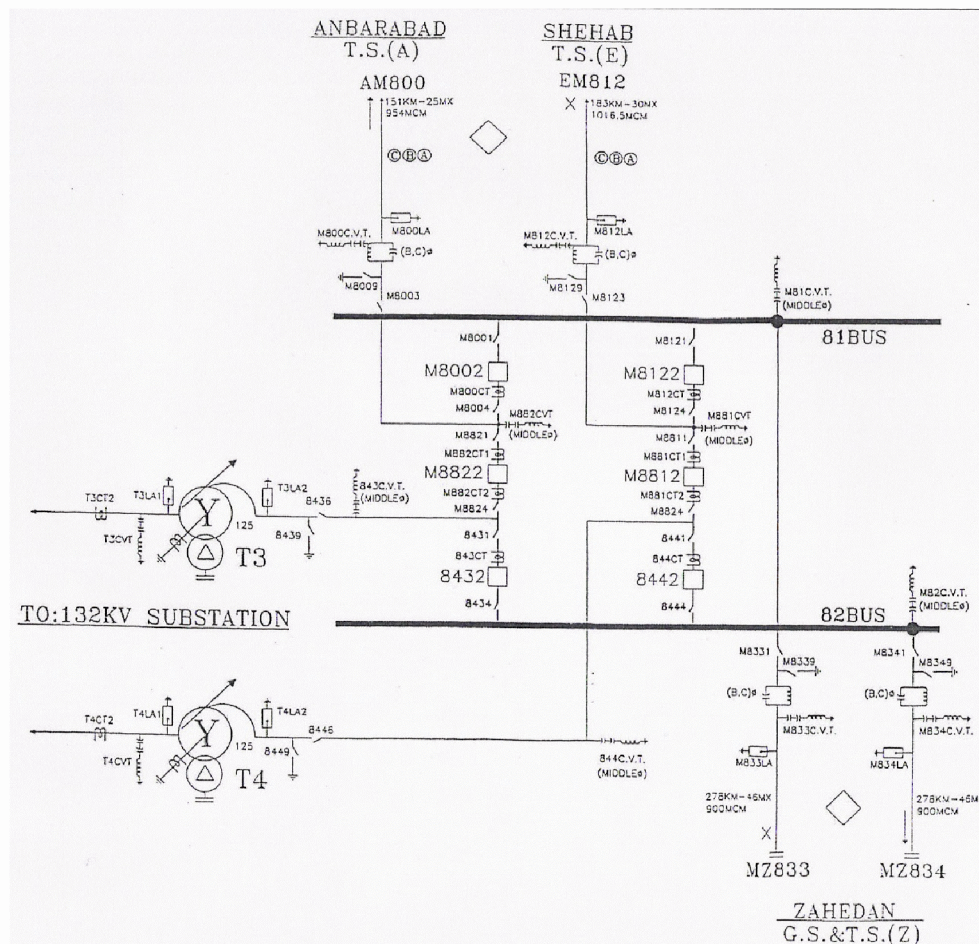 ANBARABAD
T.S.(A)
AM800
SHEHAB
T.S.(E)
EM812
151KM-25MX
954MCM
183KM-30MX
1016.5MCM
C B A
C B A
M800LA
M812LA
M800C.V.T.
(B,C)ø
M812C.V.T.
(B,C)ø
M8009
M8003
M8129
M8123
M81C.V.T.
(MIDDLEø)
81BUS
M8001
M8002
M800CT
M8004
M882CVT
(MIDDLEø)
M8821
M882CT1
M8822
M882CT2
M8824
8431
843CT
8432
8434
M8121
M8122
M812CT
M8124
M881CVT
(MIDDLEø)
M8811
M881CT1
M8812
M881CT2
M8824
8441
844CT
8442
8444
T3CT2
T3LA1
T3LA2
8436
843C.V.T.
(MIDDLEø)
Y
125
8439
T3CVT
Δ
T3
TO:132KV SUBSTATION
M82C.V.T.
(MIDDLEø)
82BUS
T4CT2
T4LA1
T4LA2
8446
Y
125
8449
T4CVT
Δ
T4
844C.V.T.
(MIDDLEø)
M8331
M8339
(B,C)ø
M833C.V.T.
M833LA
278KM-46MX
900MCM
MZ833
M8341
M8349
(B,C)ø
M834C.V.T.
M834LA
278KM-46M
900MCM
MZ834
ZAHEDAN
G.S.&T.S.(Z)